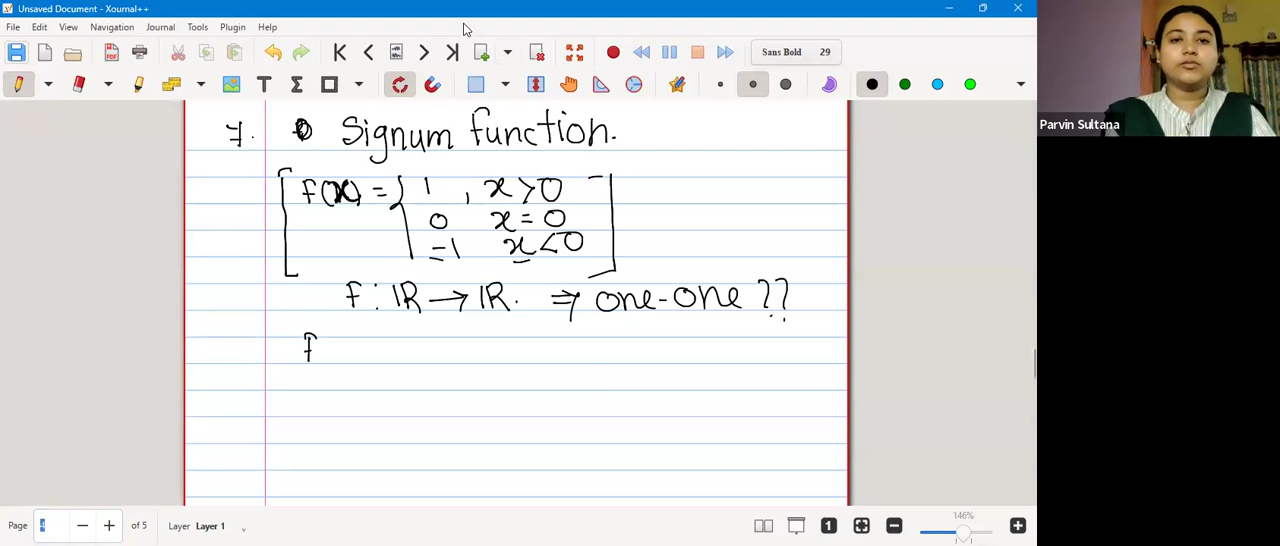 Unsaved Document - Xournal++
File Edit View Navigation Journal Tools Plugin Help
Sans Bold 29
Parvin Sultana
7. Signum function.
f(x) = { 1 , x > 0
0 x = 0
-1 x < 0
f : IR → IR. ⇒ one-one ??
f
Page 4 of 5 Layer Layer 1
146%